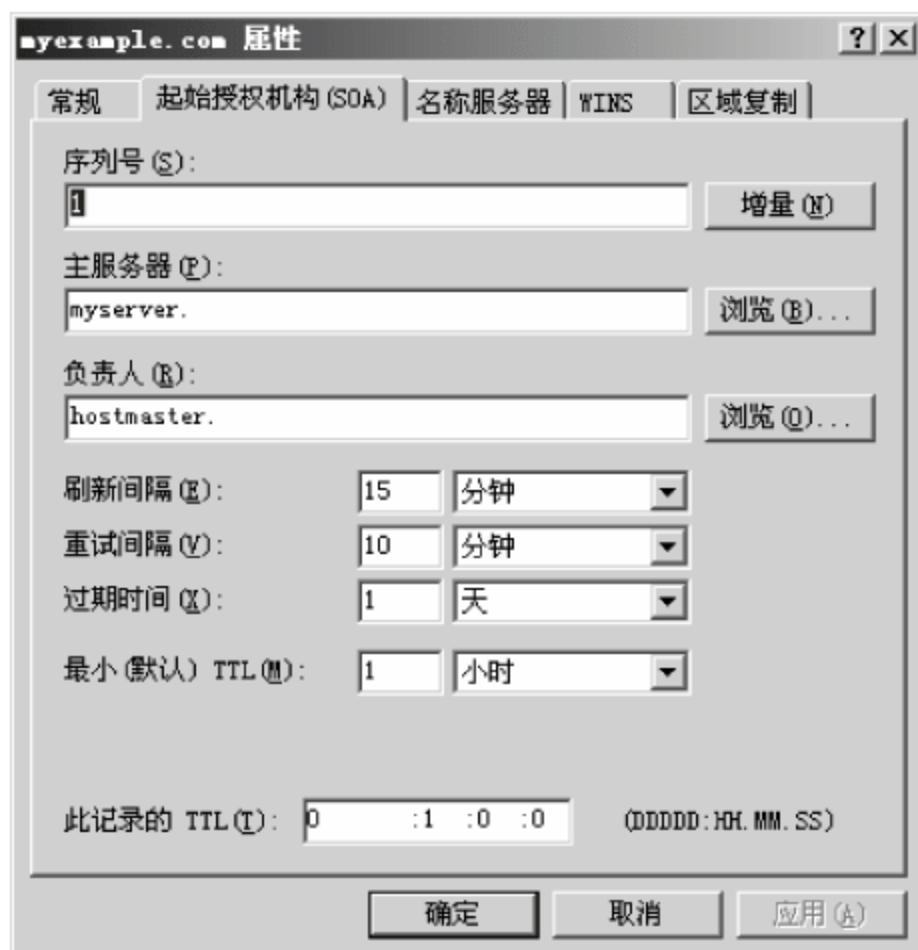 myexample.com 属性
常规 起始授权机构(SOA) 名称服务器 WINS 区域复制
序列号(S):
1 增量(N)
主服务器(P):
myserver. 浏览(B)...
负责人(R):
hostmaster. 浏览(O)...
刷新间隔(E): 15 分钟
重试间隔(V): 10 分钟
过期时间(X): 1 天
最小(默认) TTL(M): 1 小时
此记录的 TTL(T): 0 :1 :0 :0 (DDDDD:HH.MM.SS)
确定 取消 应用(A)